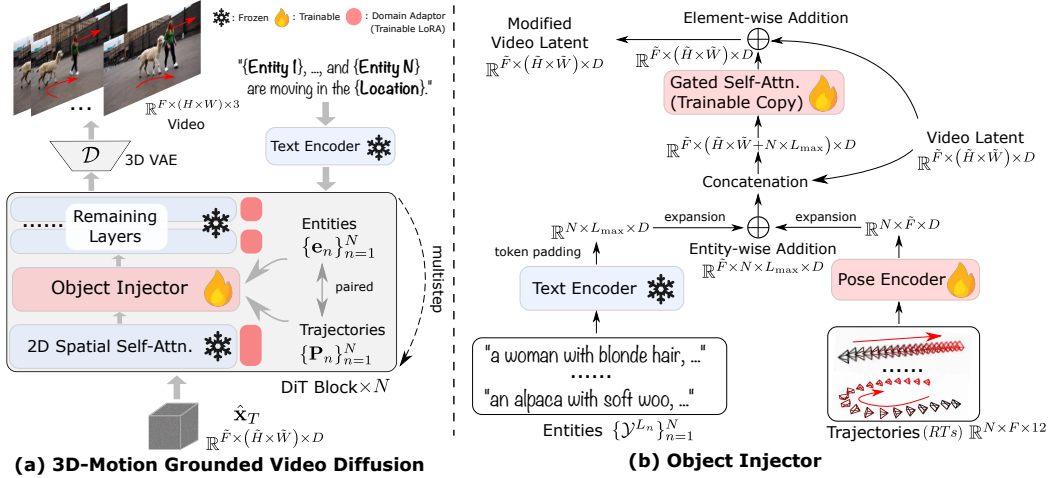 : Frozen
: Trainable
: Domain Adaptor
(Trainable LoRA)
"{Entity 1}, ..., and {Entity N}
are moving in the {Location}."
...
ℝ^{F×(H×W)×3}
Video
𝒟
3D VAE
Text Encoder
......
Remaining
Layers
Entities
{e_n}_{n=1}^N
Object Injector
paired
multistep
2D Spatial Self-Attn.
Trajectories
{P_n}_{n=1}^N
DiT Block×N
x̂_T
ℝ^{F̃×(H̃×W̃)×D}
(a) 3D-Motion Grounded Video Diffusion
Modified
Video Latent
ℝ^{F̃×(H̃×W̃)×D}
Element-wise Addition
ℝ^{F̃×(H̃×W̃)×D}
Gated Self-Attn.
(Trainable Copy)
ℝ^{F̃×(H̃×W̃+N×L_max)×D}
Video Latent
ℝ^{F̃×(H̃×W̃)×D}
Concatenation
ℝ^{N×L_max×D}
expansion
expansion
ℝ^{N×F̃×D}
token padding
Entity-wise Addition
ℝ^{F̃×N×L_max×D}
Text Encoder
Pose Encoder
"a woman with blonde hair, ..."
......
"an alpaca with soft woo, ..."
......
Entities {𝒴^{L_n}}_{n=1}^N
Trajectories (RTs) ℝ^{N×F×12}
(b) Object Injector